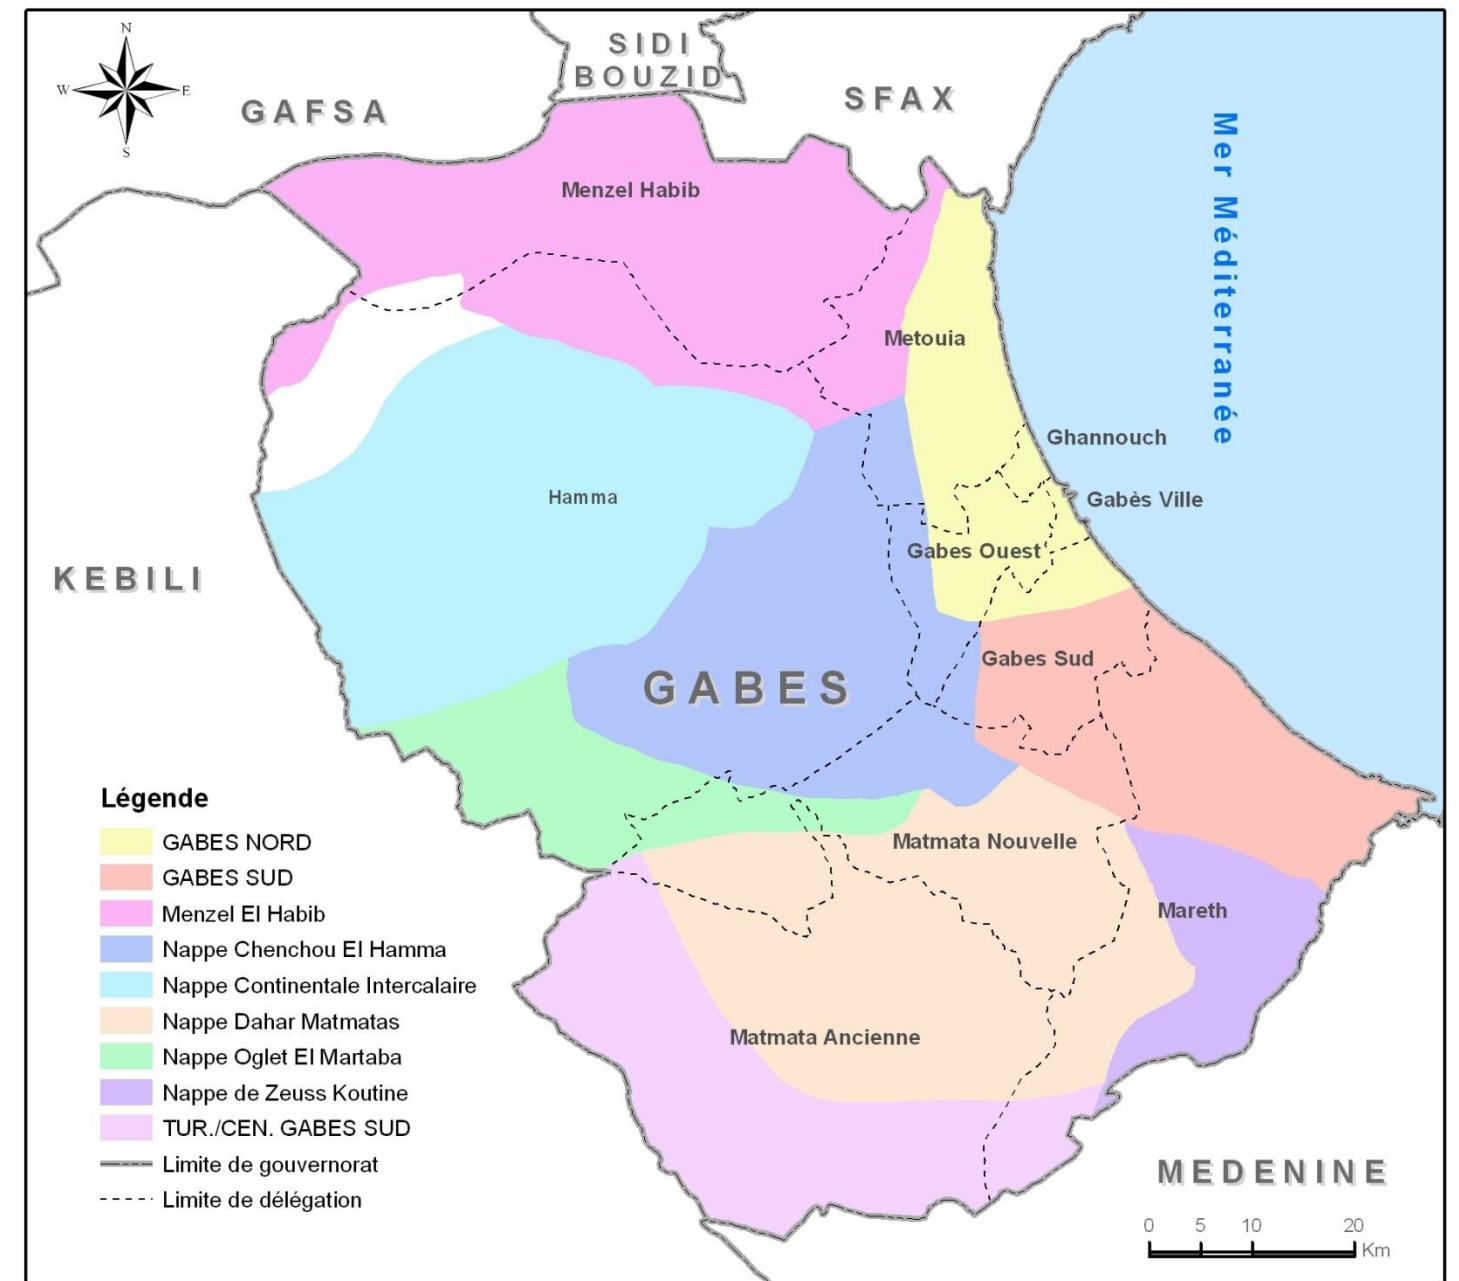 N
W
E
S
SIDI
BOUZID
GAFSA
SFAX
Mer Méditerranée
Menzel Habib
Metouia
Ghannouch
Hamma
Gabès Ville
Gabes Ouest
KEBILI
Gabes Sud
GABES
Matmata Nouvelle
Mareth
Matmata Ancienne
MEDENINE
Légende
GABES NORD
GABES SUD
Menzel El Habib
Nappe Chenchou El Hamma
Nappe Continentale Intercalaire
Nappe Dahar Matmatas
Nappe Oglet El Martaba
Nappe de Zeuss Koutine
TUR./CEN. GABES SUD
Limite de gouvernorat
Limite de délégation
0 5 10 20
Km